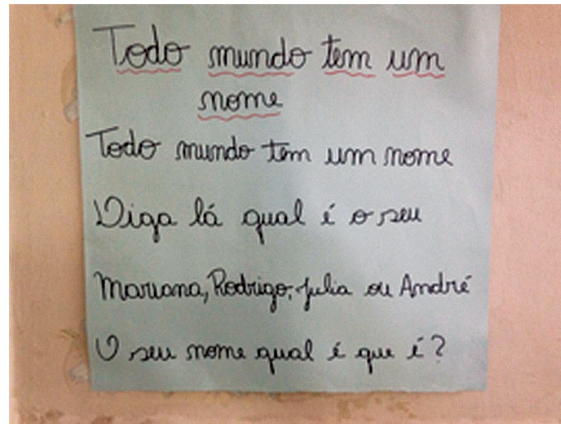 Todo mundo tem um
nome
Todo mundo tem um nome
Diga lá qual é o seu
Mariana, Rodrigo, Julia ou André
O seu nome qual é que é?